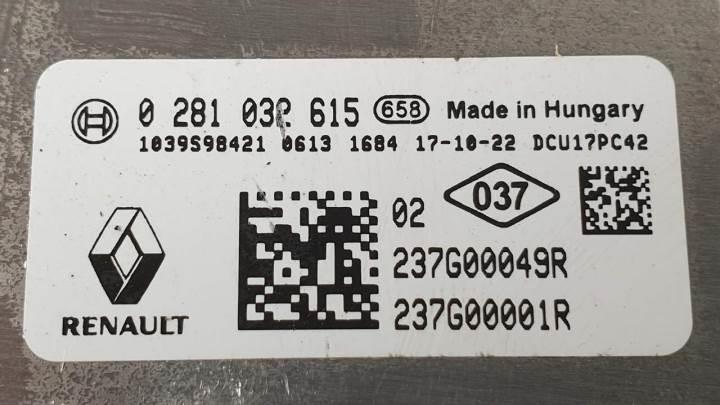 0 281 032 615 658 Made in Hungary
1039S98421 0613 1684 17-10-22 DCU17PC42
02 037
237G00049R
237G00001R
RENAULT